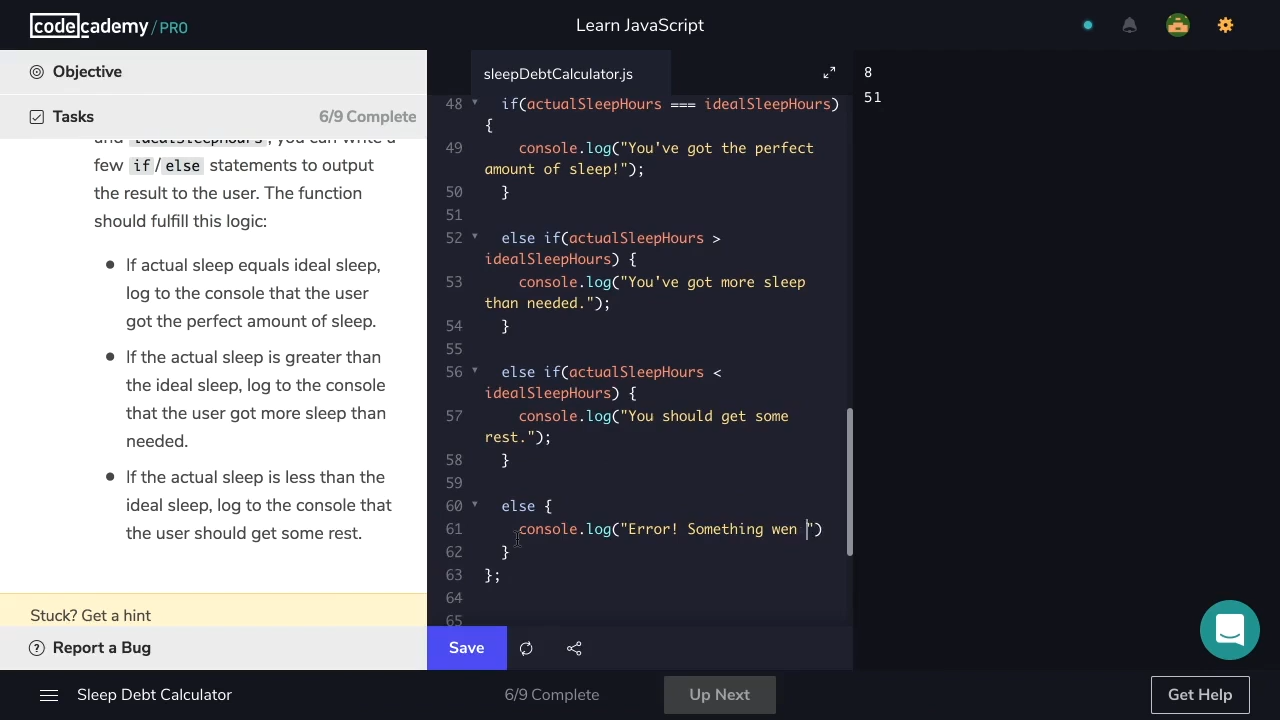 codecademy/PRO
Learn JavaScript
Objective
Tasks
6/9 Complete
and idealSleepHours, you can write a
few if/else statements to output
the result to the user. The function
should fulfill this logic:
If actual sleep equals ideal sleep,
log to the console that the user
got the perfect amount of sleep.
If the actual sleep is greater than
the ideal sleep, log to the console
that the user got more sleep than
needed.
If the actual sleep is less than the
ideal sleep, log to the console that
the user should get some rest.
Stuck? Get a hint
Report a Bug
sleepDebtCalculator.js
48 if(actualSleepHours === idealSleepHours)
{
49 console.log("You've got the perfect
amount of sleep!");
50 }
51
52 else if(actualSleepHours >
idealSleepHours) {
53 console.log("You've got more sleep
than needed.");
54 }
55
56 else if(actualSleepHours <
idealSleepHours) {
57 console.log("You should get some
rest.");
58 }
59
60 else {
61 console.log("Error! Something wen ")
62 }
63 };
64
65
Save
8
51
Sleep Debt Calculator
6/9 Complete
Up Next
Get Help